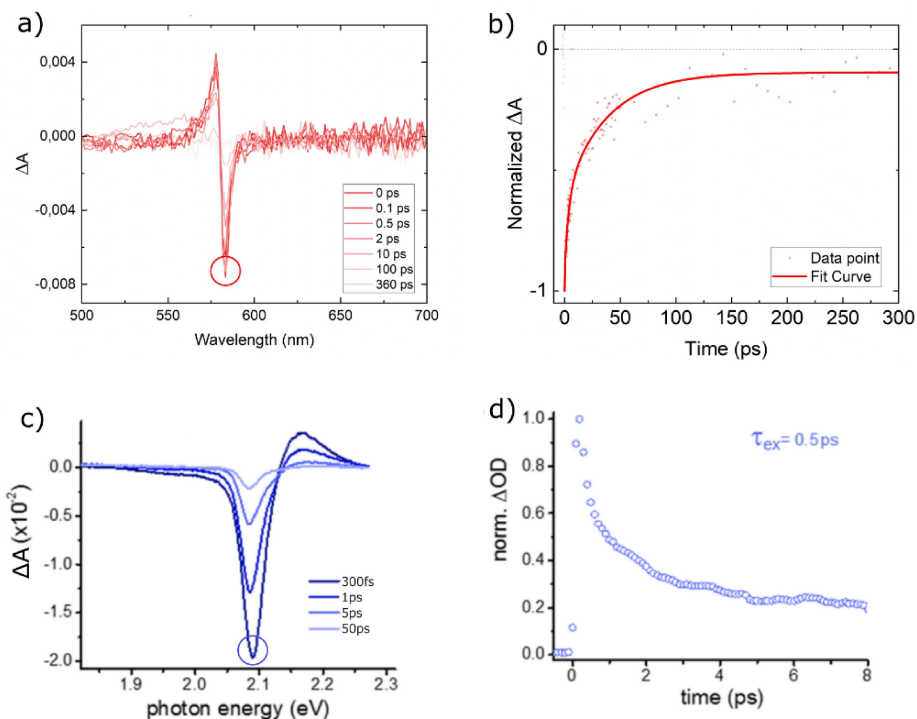 a)
0,004
0,000
-0,004
-0,008
ΔA
0 ps
0.1 ps
0.5 ps
2 ps
10 ps
100 ps
360 ps
500 550 600 650 700
Wavelength (nm)
b)
0
-1
Normalized ΔA
Data point
Fit Curve
0 50 100 150 200 250 300
Time (ps)
c)
0.0
-0.5
-1.0
-1.5
-2.0
ΔA (x10⁻²)
300fs
1ps
5ps
50ps
1.9 2.0 2.1 2.2 2.3
photon energy (eV)
d)
1.0
0.8
0.6
0.4
0.2
0.0
norm. ΔOD
τex = 0.5 ps
0 2 4 6 8
time (ps)